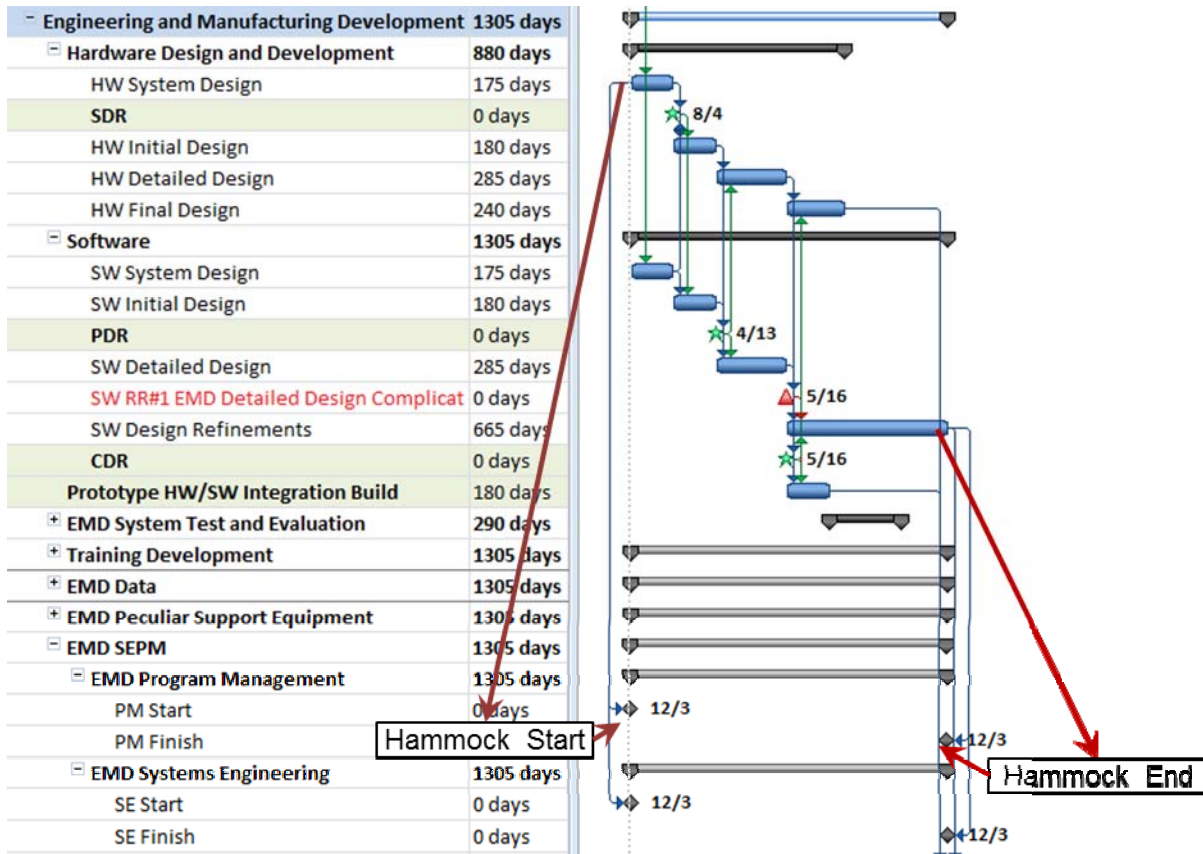 Engineering and Manufacturing Development 1305 days
Hardware Design and Development 880 days
HW System Design 175 days
SDR 0 days 8/4
HW Initial Design 180 days
HW Detailed Design 285 days
HW Final Design 240 days
Software 1305 days
SW System Design 175 days
SW Initial Design 180 days
PDR 0 days 4/13
SW Detailed Design 285 days
SW RR#1 EMD Detailed Design Complicat 0 days 5/16
SW Design Refinements 665 days
CDR 0 days 5/16
Prototype HW/SW Integration Build 180 days
EMD System Test and Evaluation 290 days
Training Development 1305 days
EMD Data 1305 days
EMD Peculiar Support Equipment 1305 days
EMD SEPM 1305 days
EMD Program Management 1305 days
PM Start 0 days 12/3
PM Finish 12/3
Hammock Start
EMD Systems Engineering 1305 days
Hammock End
SE Start 0 days 12/3
SE Finish 0 days 12/3